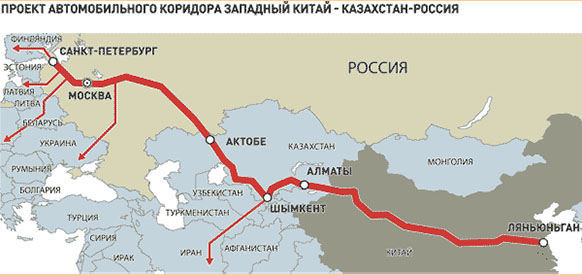 ПРОЕКТ АВТОМОБИЛЬНОГО КОРИДОРА ЗАПАДНЫЙ КИТАЙ - КАЗАХСТАН-РОССИЯ
ФИНЛЯНДИЯ
САНКТ-ПЕТЕРБУРГ
ЭСТОНИЯ
РОССИЯ
ЛАТВИЯ
МОСКВА
ЛИТВА
БЕЛАРУСЬ
УКРАИНА
АКТОБЕ
КАЗАХСТАН
МОНГОЛИЯ
РУМЫНИЯ
АЛМАТЫ
БОЛГАРИЯ
УЗБЕКИСТАН
ШЫМКЕНТ
ТУРКМЕНИСТАН
ТУРЦИЯ
ЛЯНЬЮНЬГАН
СИРИЯ
ИРАК
ИРАН
АФГАНИСТАН
КИТАЙ